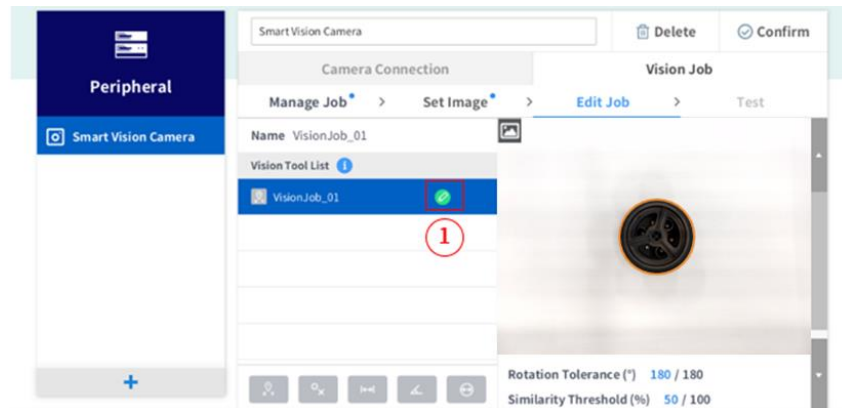 Smart Vision Camera
Delete
Confirm
Peripheral
Camera Connection
Vision Job
Manage Job > Set Image > Edit Job > Test
Smart Vision Camera
Name VisionJob_01
Vision Tool List i
VisionJob_01
1
+
Rotation Tolerance (°) 180 / 180
Similarity Threshold (%) 50 / 100